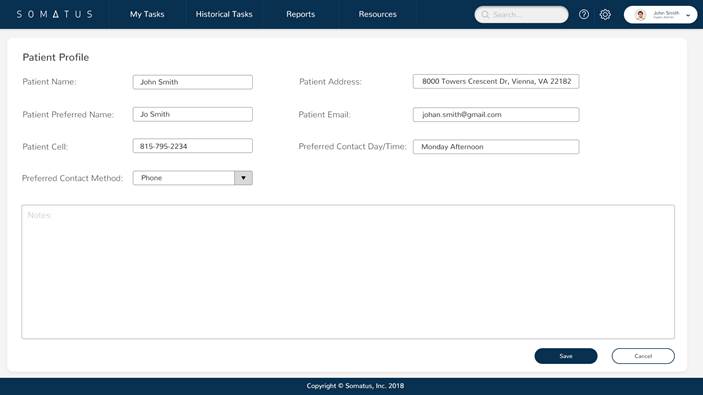 SOMATUS My Tasks Historical Tasks Reports Resources Search... John Smith
Patient Profile
Patient Name: John Smith Patient Address: 8000 Towers Crescent Dr, Vienna, VA 22182
Patient Preferred Name: Jo Smith Patient Email: johan.smith@gmail.com
Patient Cell: 815-795-2234 Preferred Contact Day/Time: Monday Afternoon
Preferred Contact Method: Phone
Notes:
Save Cancel
Copyright © Somatus, Inc. 2018